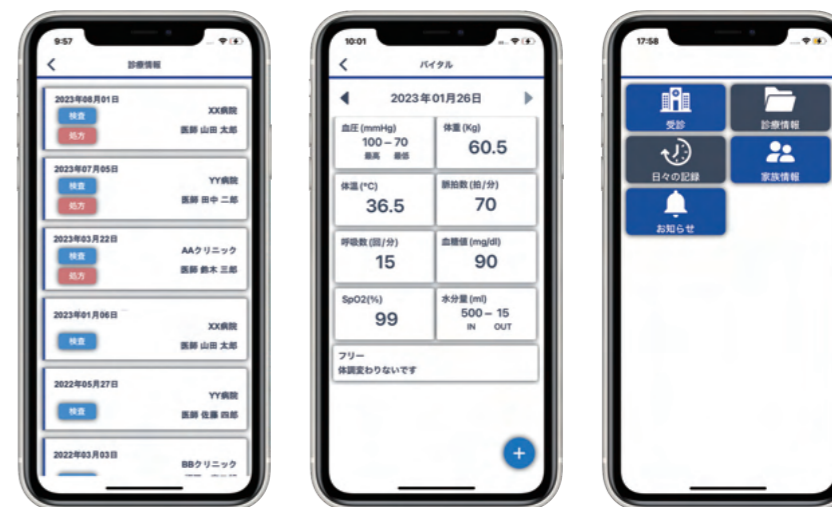 9:57
診療情報
2023年08月01日
検査
XX病院
処方
医師 山田 太郎
2023年07月05日
検査
YY病院
処方
医師 田中 二郎
2023年03月22日
検査
AAクリニック
処方
医師 鈴木 三郎
2023年01月06日
XX病院
検査
医師 山田 太郎
2022年05月27日
YY病院
検査
医師 佐藤 四郎
2022年03月03日
BBクリニック
10:01
バイタル
2023年01月26日
血圧 (mmHg)
100 – 70
最高 最低
体重 (Kg)
60.5
体温 (°C)
36.5
脈拍数 (拍/分)
70
呼吸数 (回/分)
15
血糖値 (mg/dl)
90
SpO2(%)
99
水分量 (ml)
500 – 15
IN OUT
フリー
体調変わりないです
+
17:58
受診
診療情報
日々の記録
家族情報
お知らせ